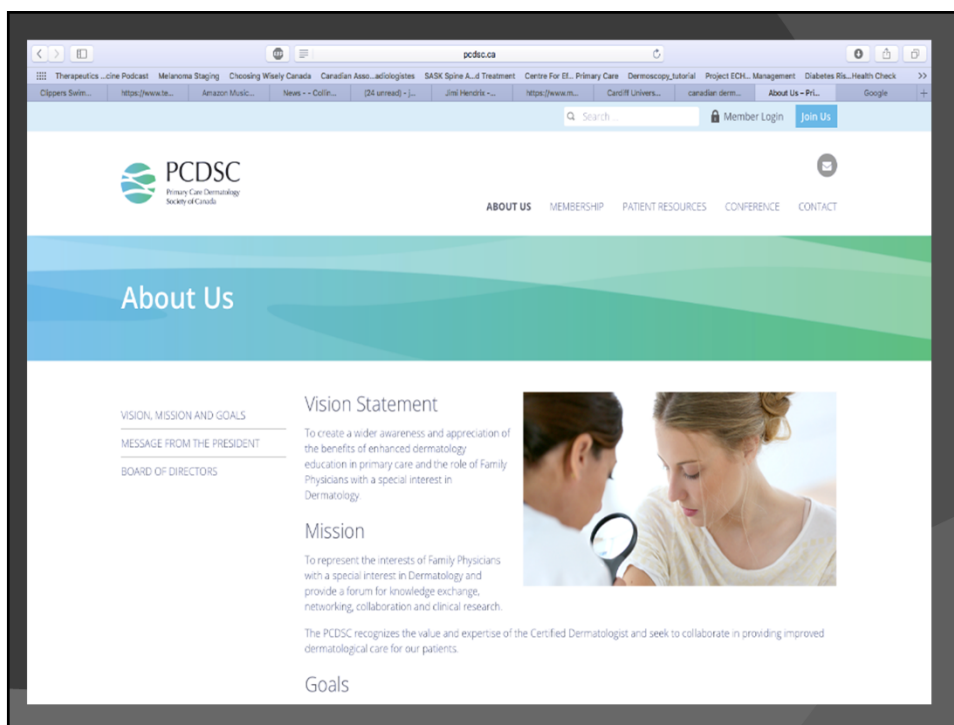 pcdsc.ca
Therapeutics ...cine Podcast Melanoma Staging Choosing Wisely Canada Canadian Asso...adiologistes SASK Spine A...d Treatment Centre For Ef... Primary Care Dermoscopy_tutorial Project ECH... Management Diabetes Ris...Health Check >>
Clippers Swim... https://www.te... Amazon Music... News - - Collin... (24 unread) - j... Jimi Hendrix -... https://www.m... Cardiff Univers... canadian derm... About Us – Pri... Google +
Search ... Member Login Join Us
PCDSC
Primary Care Dermatology
Society of Canada
ABOUT US MEMBERSHIP PATIENT RESOURCES CONFERENCE CONTACT
About Us
VISION, MISSION AND GOALS
MESSAGE FROM THE PRESIDENT
BOARD OF DIRECTORS
Vision Statement
To create a wider awareness and appreciation of
the benefits of enhanced dermatology
education in primary care and the role of Family
Physicians with a special interest in
Dermatology.
Mission
To represent the interests of Family Physicians
with a special interest in Dermatology and
provide a forum for knowledge exchange,
networking, collaboration and clinical research.
The PCDSC recognizes the value and expertise of the Certified Dermatologist and seek to collaborate in providing improved
dermatological care for our patients.
Goals